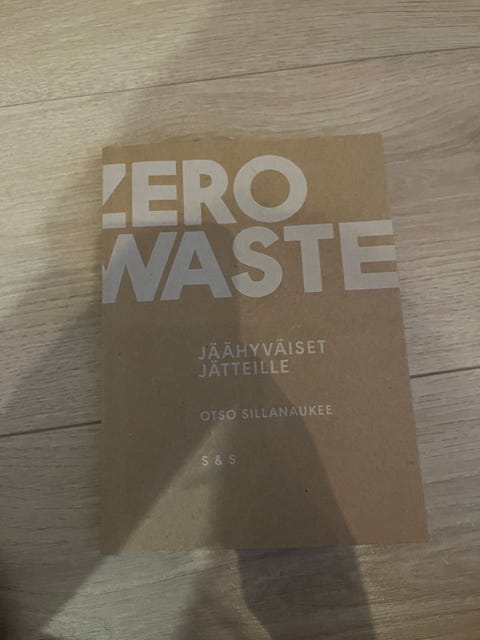 ZERO
WASTE
JÄÄHYVÄISET
JÄTTEILLE
OTSO SILLANAUKEE
S & S